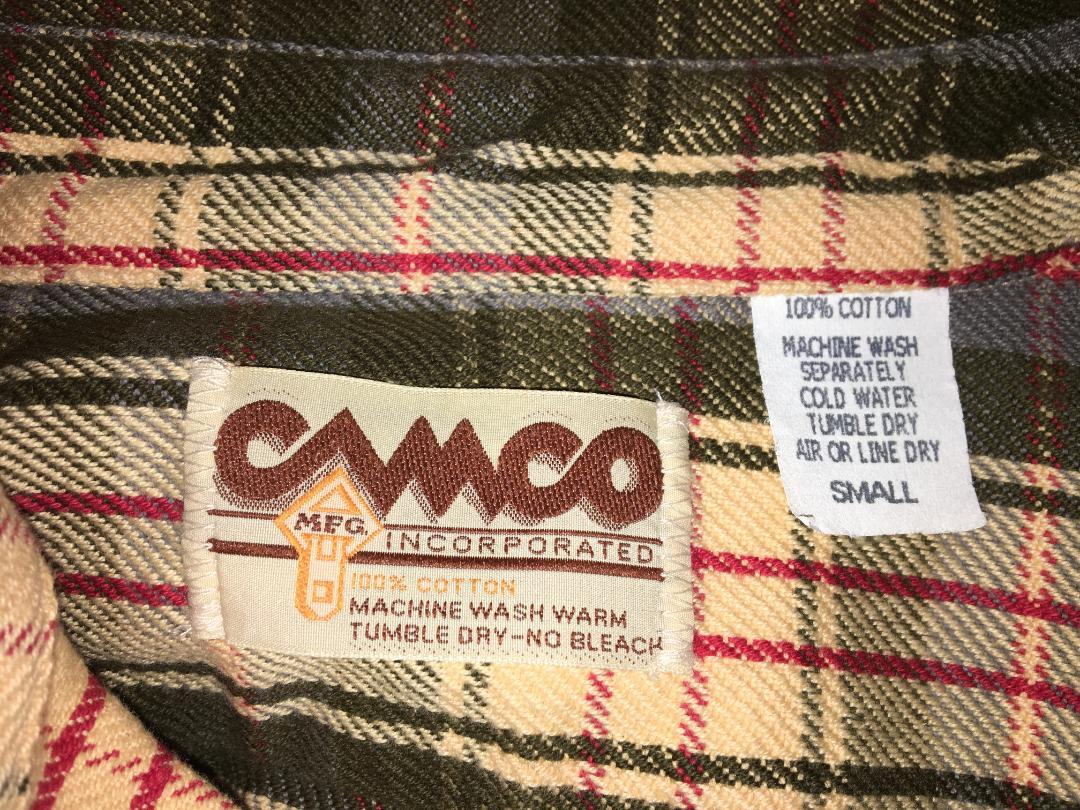 CAMCO
MFG.
INCORPORATED
100% COTTON
MACHINE WASH WARM
TUMBLE DRY-NO BLEACH
100% COTTON
MACHINE WASH
SEPARATELY
COLD WATER
TUMBLE DRY
AIR OR LINE DRY
SMALL